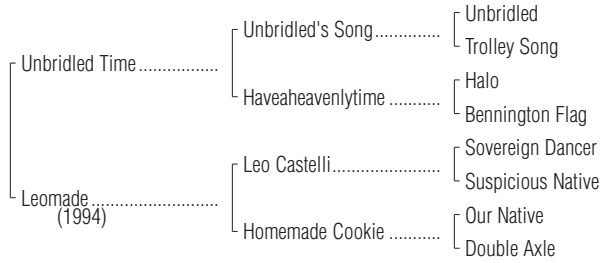 Unbridled
Unbridled's Song..............
Trolley Song
Unbridled Time.................
Halo
Haveaheavenlytime ...........
Bennington Flag
Sovereign Dancer
Leo Castelli.......................
Suspicious Native
Leomade ...........................
(1994)
Our Native
Homemade Cookie ...........
Double Axle